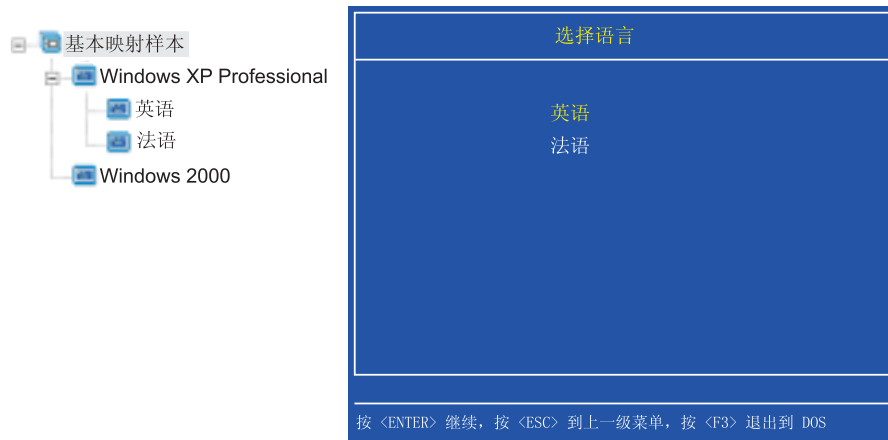 基本映射样本
Windows XP Professional
英语
法语
Windows 2000
选择语言
英语
法语
按 <ENTER> 继续，按 <ESC> 到上一级菜单，按 <F3> 退出到 DOS